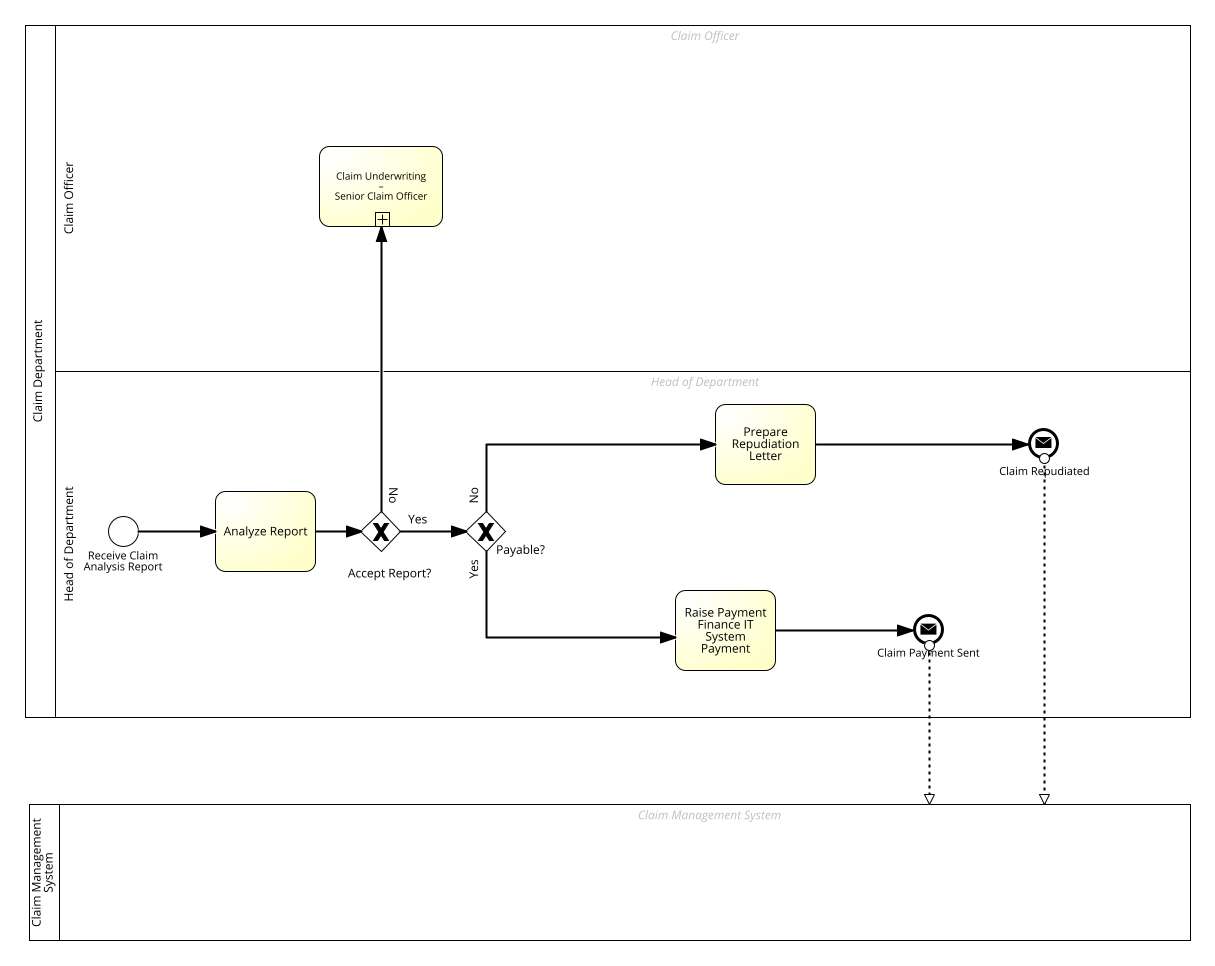 Claim Officer
Claim Officer
Claim Underwriting
–
Senior Claim Officer
Claim Department
Head of Department
Head of Department
Prepare
Repudiation
Letter
Claim Repudiated
No
No
Receive Claim
Analysis Report
Analyze Report
Yes
Accept Report?
Payable?
Yes
Raise Payment
Finance IT
System
Payment
Claim Payment Sent
Claim Management System
Claim Management
System